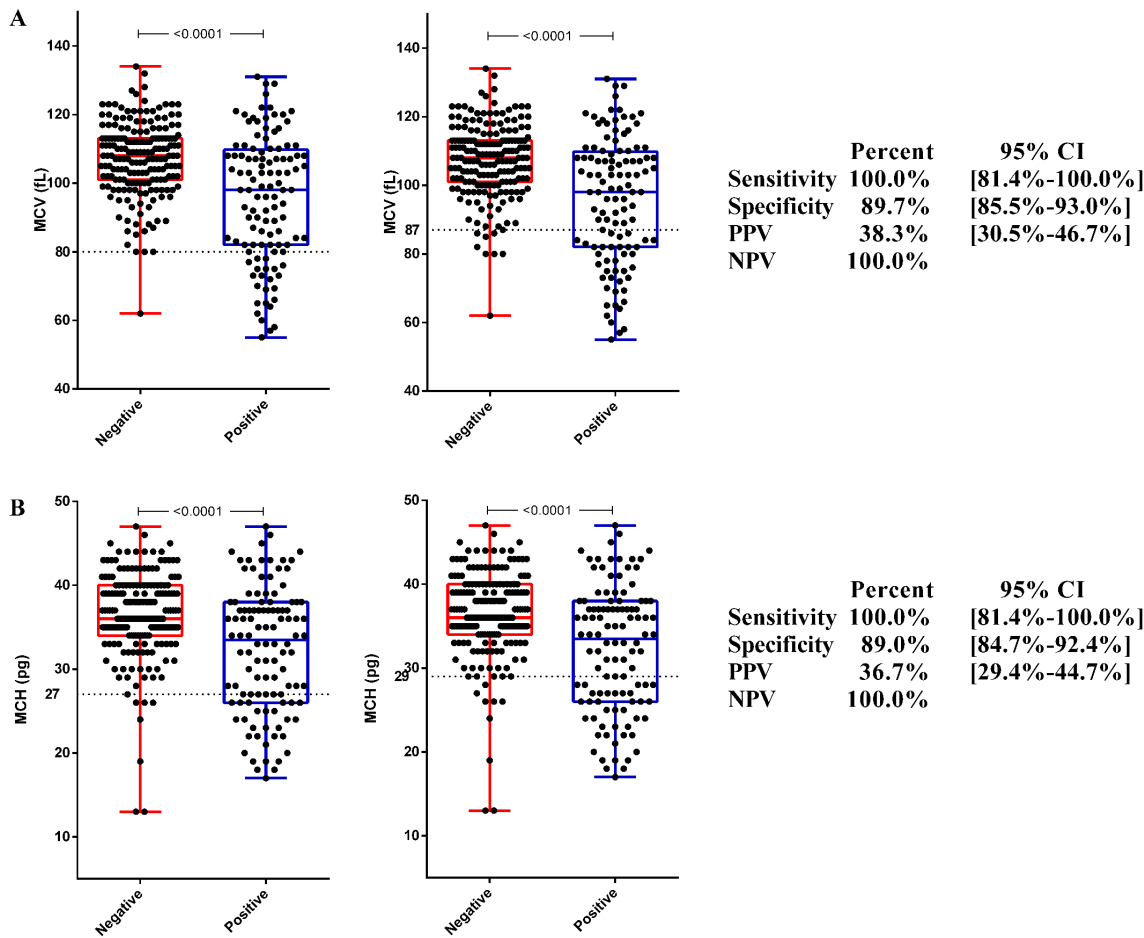 A
<0.0001
<0.0001
140
120
100
80
60
40
MCV (fL)
Negative
Positive
140
120
100
87
80
60
40
MCV (fL)
Negative
Positive
Percent 95% CI
Sensitivity 100.0% [81.4%-100.0%]
Specificity 89.7% [85.5%-93.0%]
PPV 38.3% [30.5%-46.7%]
NPV 100.0%
B
<0.0001
<0.0001
50
40
30
27
20
10
MCH (pg)
Negative
Positive
50
40
30
29
20
10
MCH (pg)
Negative
Positive
Percent 95% CI
Sensitivity 100.0% [81.4%-100.0%]
Specificity 89.0% [84.7%-92.4%]
PPV 36.7% [29.4%-44.7%]
NPV 100.0%